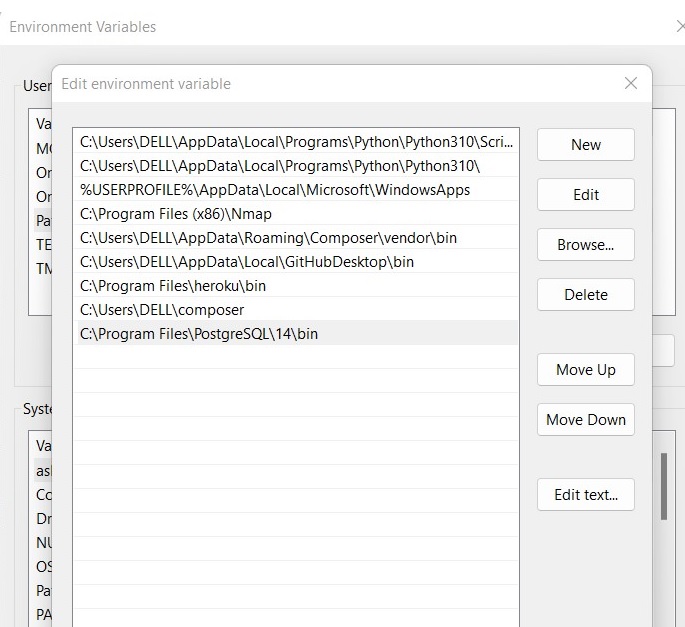 Environment Variables
User
Edit environment variable
Va
C:\Users\DELL\AppData\Local\Programs\Python\Python310\Scri...
New
C:\Users\DELL\AppData\Local\Programs\Python\Python310\
%USERPROFILE%\AppData\Local\Microsoft\WindowsApps
Edit
Or
C:\Program Files (x86)\Nmap
Or
C:\Users\DELL\AppData\Roaming\Composer\vendor\bin
Browse...
Pa
C:\Users\DELL\AppData\Local\GitHubDesktop\bin
TE
C:\Program Files\heroku\bin
Delete
TM
C:\Users\DELL\composer
C:\Program Files\PostgreSQL\14\bin
Move Up
Syste
Move Down
Va
as
Edit text...
Co
Dr
NU
OS
Pa
PA